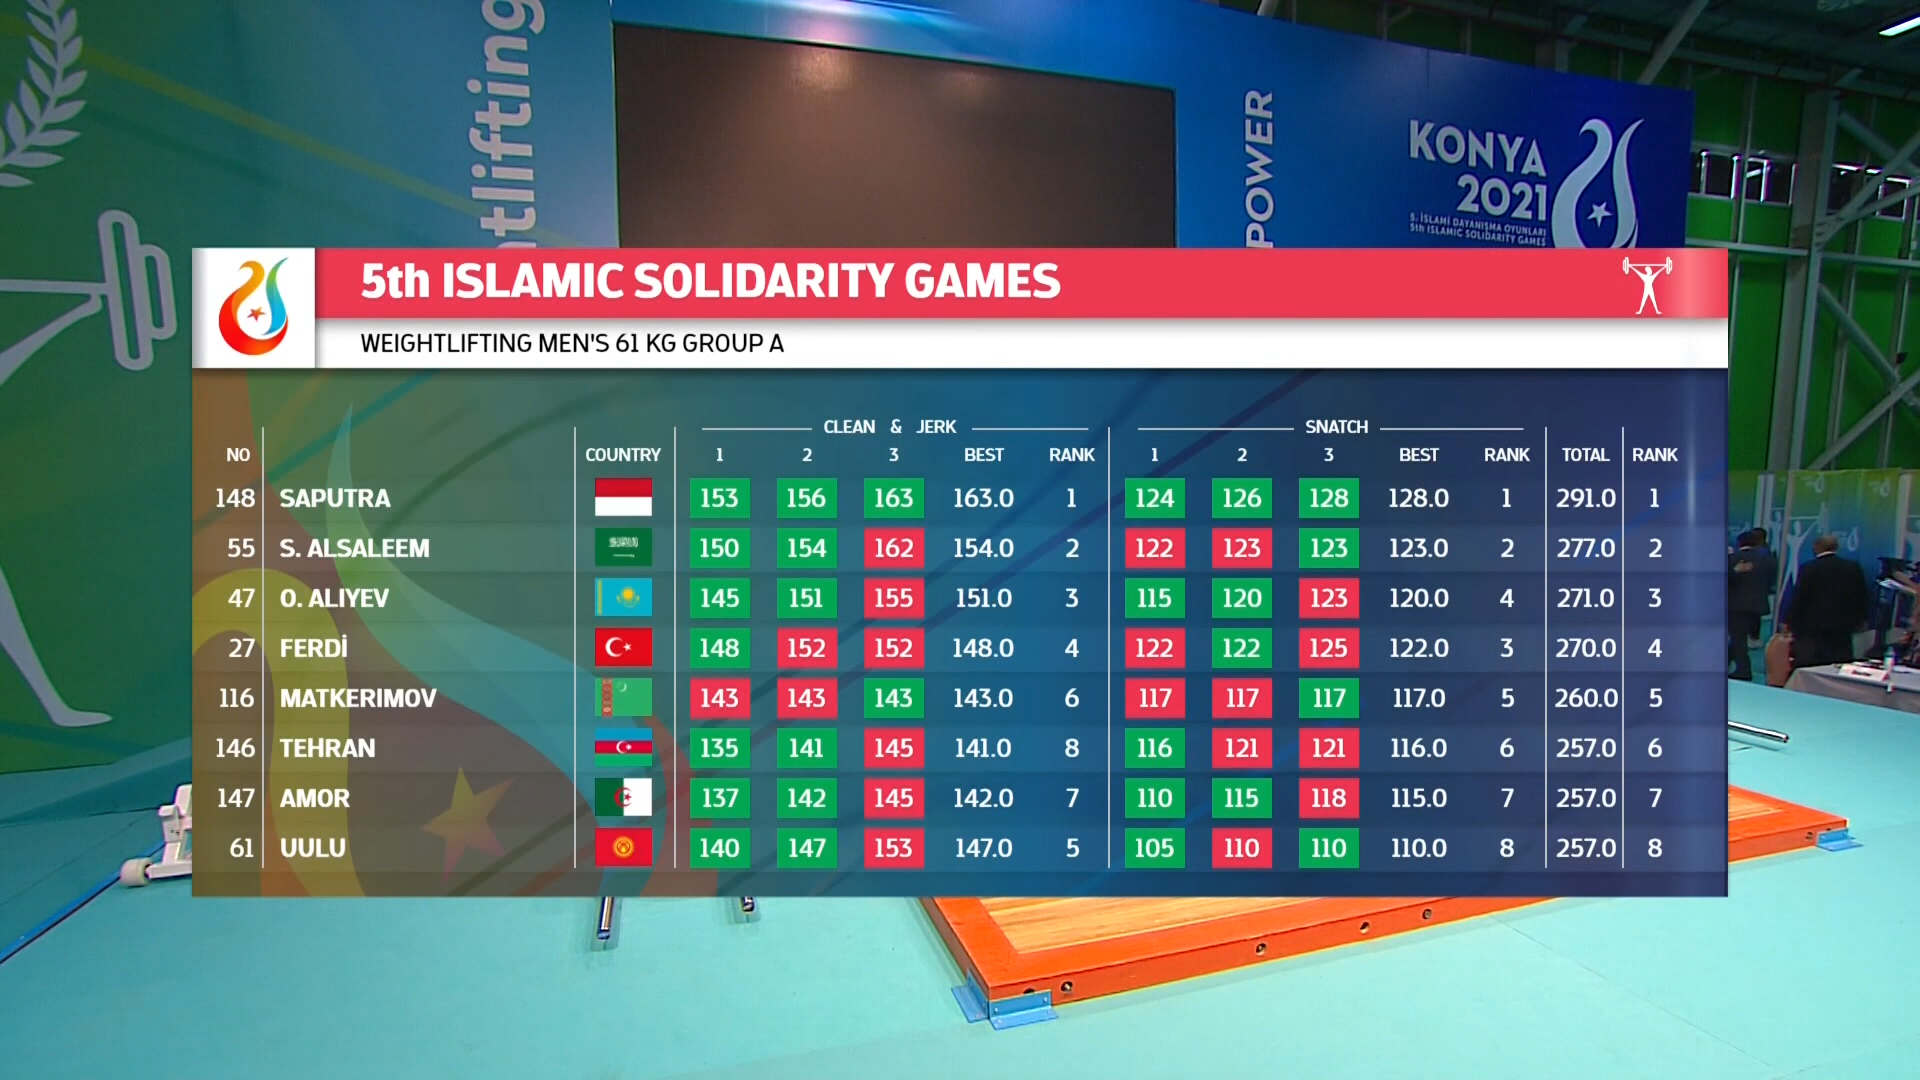 tlifting
POWER
KONYA
2021
5. İSLAMİ DAYANIŞMA OYUNLARI
5th ISLAMIC SOLIDARITY GAMES
5th ISLAMIC SOLIDARITY GAMES
WEIGHTLIFTING MEN'S 61 KG GROUP A
CLEAN & JERK SNATCH
NO COUNTRY 1 2 3 BEST RANK 1 2 3 BEST RANK TOTAL RANK
148 SAPUTRA 153 156 163 163.0 1 124 126 128 128.0 1 291.0 1
55 S. ALSALEEM 150 154 162 154.0 2 122 123 123 123.0 2 277.0 2
47 O. ALIYEV 145 151 155 151.0 3 115 120 123 120.0 4 271.0 3
27 FERDİ 148 152 152 148.0 4 122 122 125 122.0 3 270.0 4
116 MATKERIMOV 143 143 143 143.0 6 117 117 117 117.0 5 260.0 5
146 TEHRAN 135 141 145 141.0 8 116 121 121 116.0 6 257.0 6
147 AMOR 137 142 145 142.0 7 110 115 118 115.0 7 257.0 7
61 UULU 140 147 153 147.0 5 105 110 110 110.0 8 257.0 8